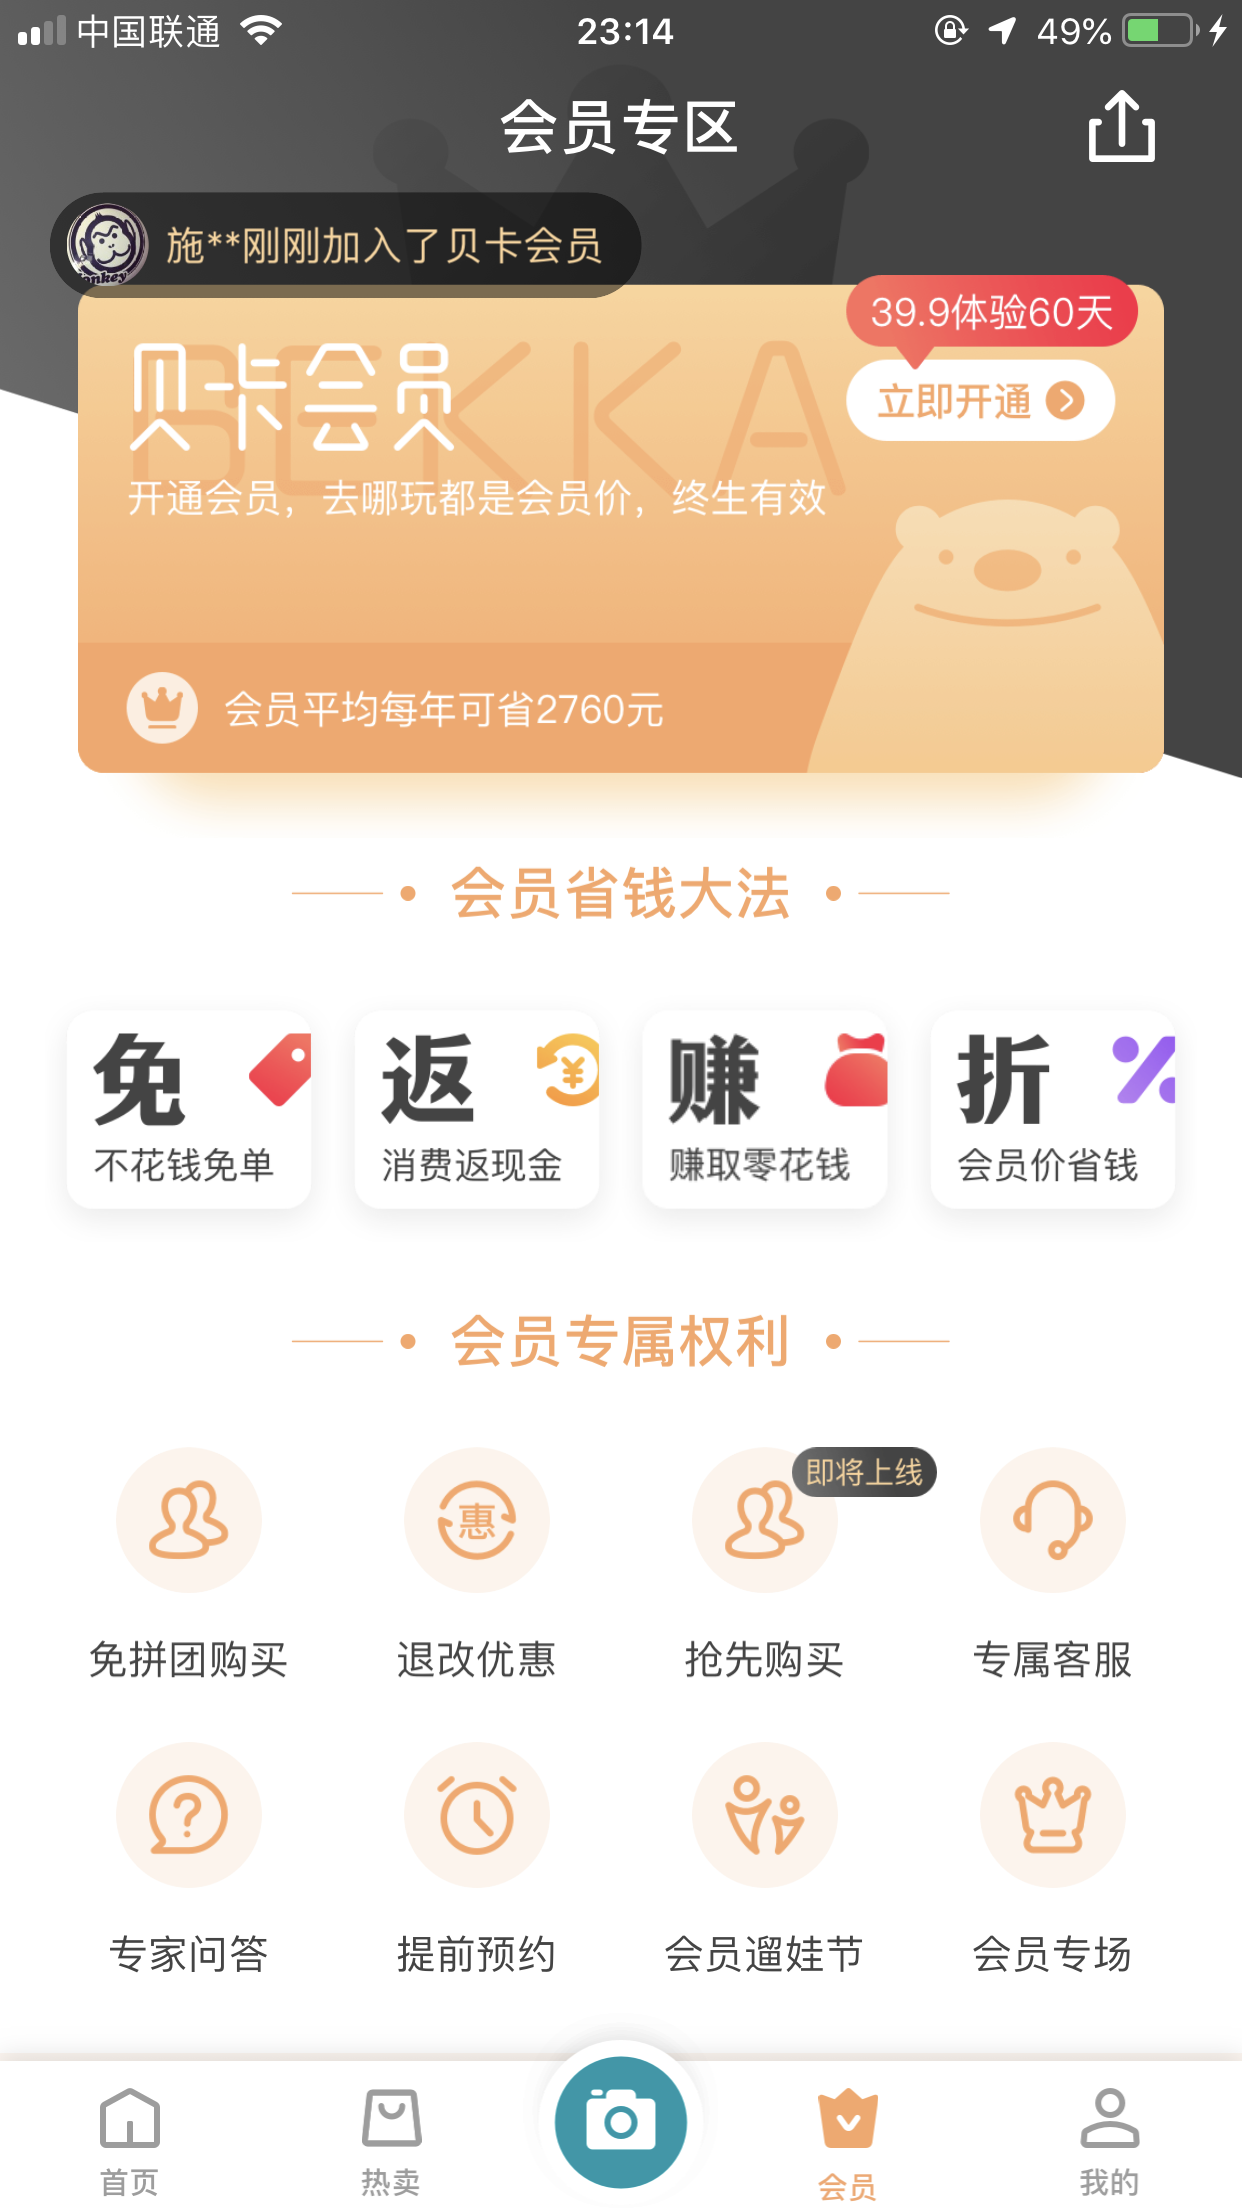 中国联通
23:14
49%
会员专区
施**刚刚加入了贝卡会员
39.9体验60天
BEKKA
贝卡会员
立即开通
开通会员，去哪玩都是会员价，终生有效
会员平均每年可省2760元
会员省钱大法
免 返 赚 折
不花钱免单 消费返现金 赚取零花钱 会员价省钱
会员专属权利
即将上线
惠
免拼团购买 退改优惠 抢先购买 专属客服
专家问答 提前预约 会员遛娃节 会员专场
首页 热卖 会员 我的